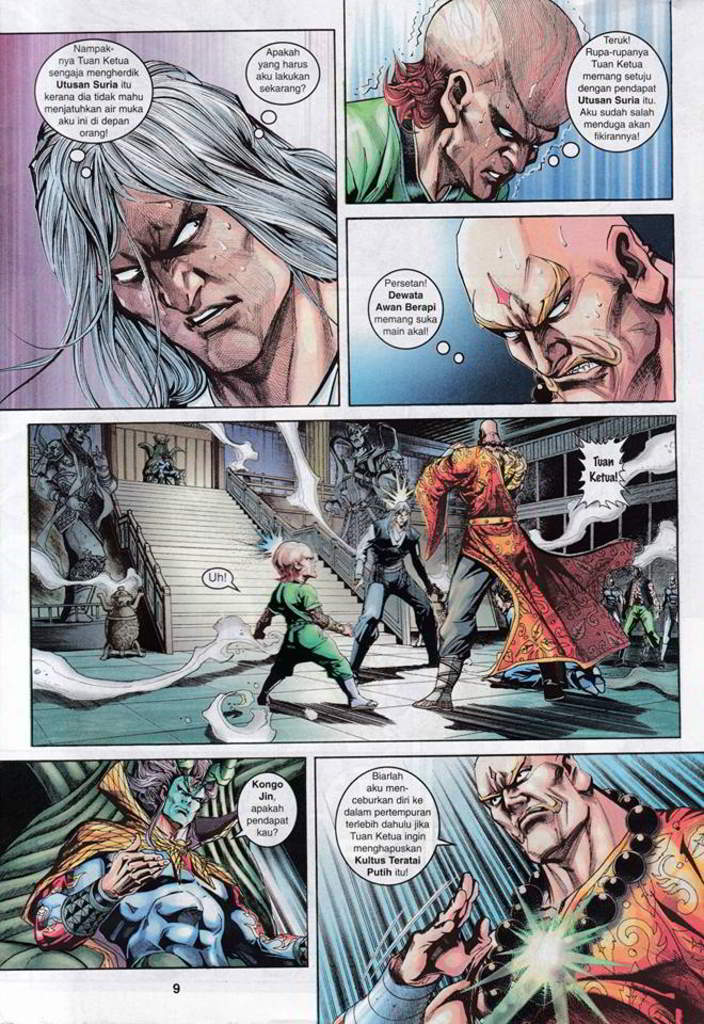 Nampak-
nya Tuan Ketua
sengaja mengherdik
Utusan Suria itu
kerana dia tidak mahu
menjatuhkan air muka
aku ini di depan
orang!
Apakah
yang harus
aku lakukan
sekarang?
Teruk!
Rupa-rupanya
Tuan Ketua
memang setuju
dengan pendapat
Utusan Suria itu.
Aku sudah salah
menduga akan
fikirannya!
Persetan!
Dewata
Awan Berapi
memang suka
main akal!
Tuan
Ketua!
Uh!
Kongo
Jin,
apakah
pendapat
kau?
Biarlah
aku men-
ceburkan diri ke
dalam pertempuran
terlebih dahulu jika
Tuan Ketua ingin
menghapuskan
Kultus Teratai
Putih itu!
9